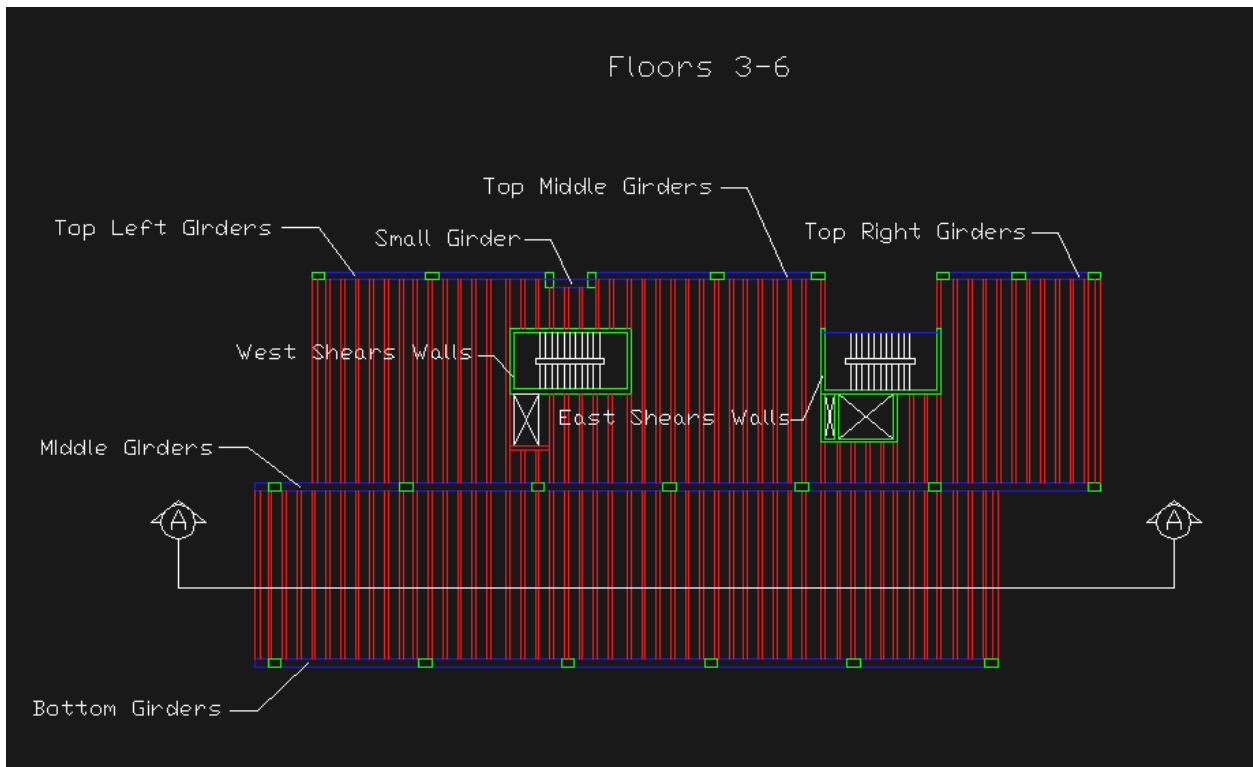 Floors 3-6
Top Middle Girders
Top Left Girders
Small Girder
Top Right Girders
West Shears Walls
East Shears Walls
Middle Girders
A
A
Bottom Girders